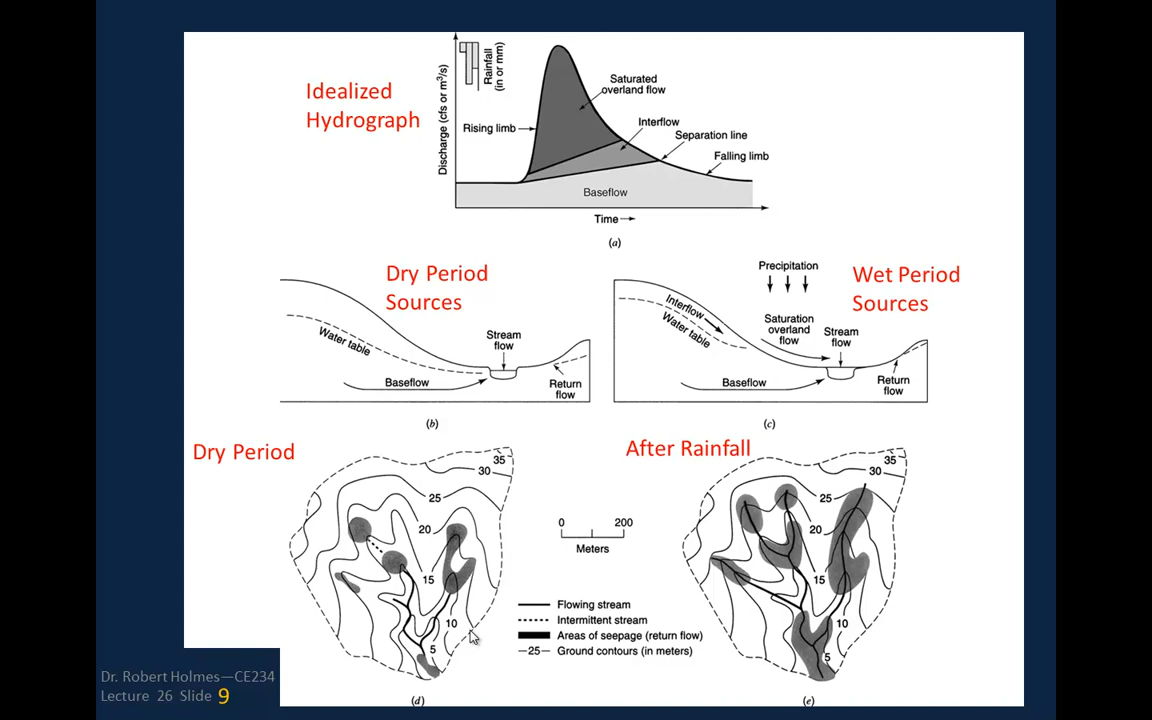 Idealized
Hydrograph
Discharge (cfs or m³/s)
Rainfall
(in or mm)
Saturated
overland flow
Rising limb
Interflow
Separation line
Falling limb
Baseflow
Time
(a)
Dry Period
Sources
Water table
Stream
flow
Baseflow
Return
flow
(b)
Precipitation
Wet Period
Sources
Interflow
Water table
Saturation
overland
flow
Stream
flow
Baseflow
Return
flow
(c)
Dry Period
35
30
25
20
15
10
5
(d)
0 200
Meters
Flowing stream
Intermittent stream
Areas of seepage (return flow)
—25— Ground contours (in meters)
After Rainfall
35
30
25
20
15
10
5
(e)
Dr. Robert Holmes—CE234
Lecture 26 Slide 9